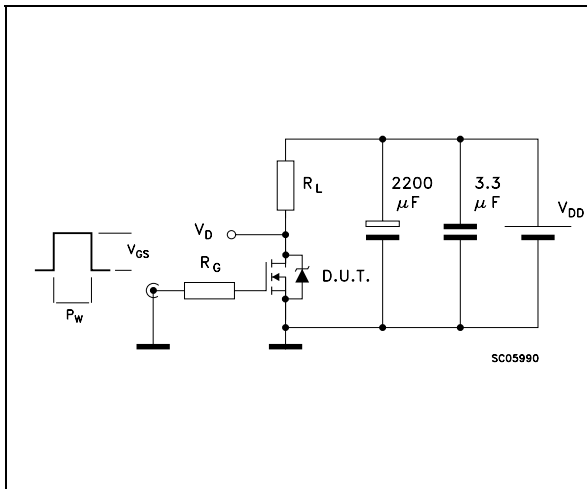 R_L
2200
μF
3.3
μF
V_DD
V_D
V_GS
R_G
D.U.T.
P_W
SC05990